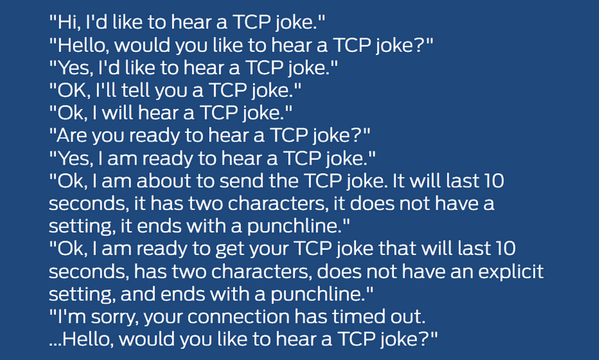 "Hi, I'd like to hear a TCP joke."
"Hello, would you like to hear a TCP joke?"
"Yes, I'd like to hear a TCP joke."
"OK, I'll tell you a TCP joke."
"Ok, I will hear a TCP joke."
"Are you ready to hear a TCP joke?"
"Yes, I am ready to hear a TCP joke."
"Ok, I am about to send the TCP joke. It will last 10
seconds, it has two characters, it does not have a
setting, it ends with a punchline."
"Ok, I am ready to get your TCP joke that will last 10
seconds, has two characters, does not have an explicit
setting, and ends with a punchline."
"I'm sorry, your connection has timed out.
...Hello, would you like to hear a TCP joke?"